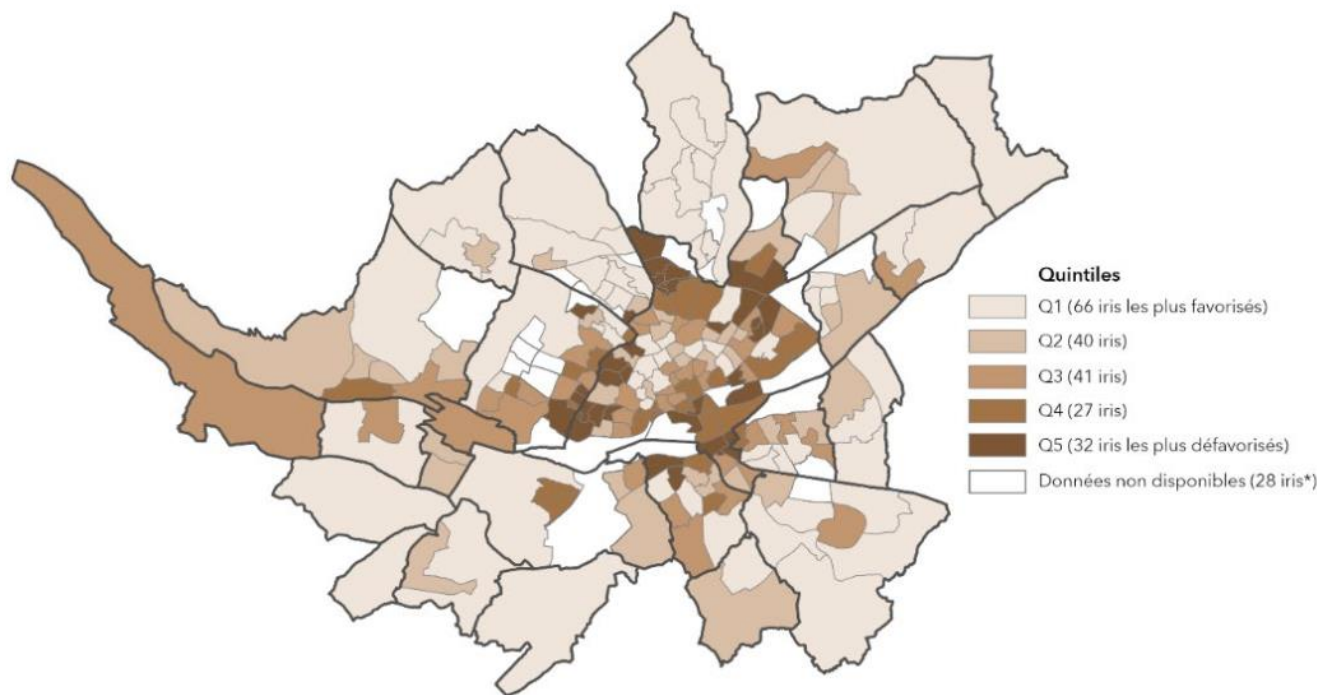 Quintiles
Q1 (66 iris les plus favorisés)
Q2 (40 iris)
Q3 (41 iris)
Q4 (27 iris)
Q5 (32 iris les plus défavorisés)
Données non disponibles (28 iris*)